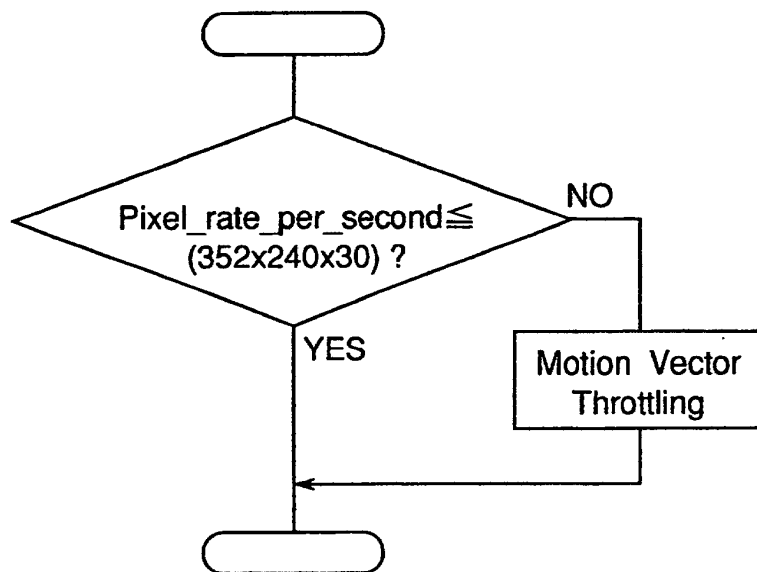 Pixel_rate_per_second≦
(352x240x30) ?
NO
YES
Motion Vector
Throttling